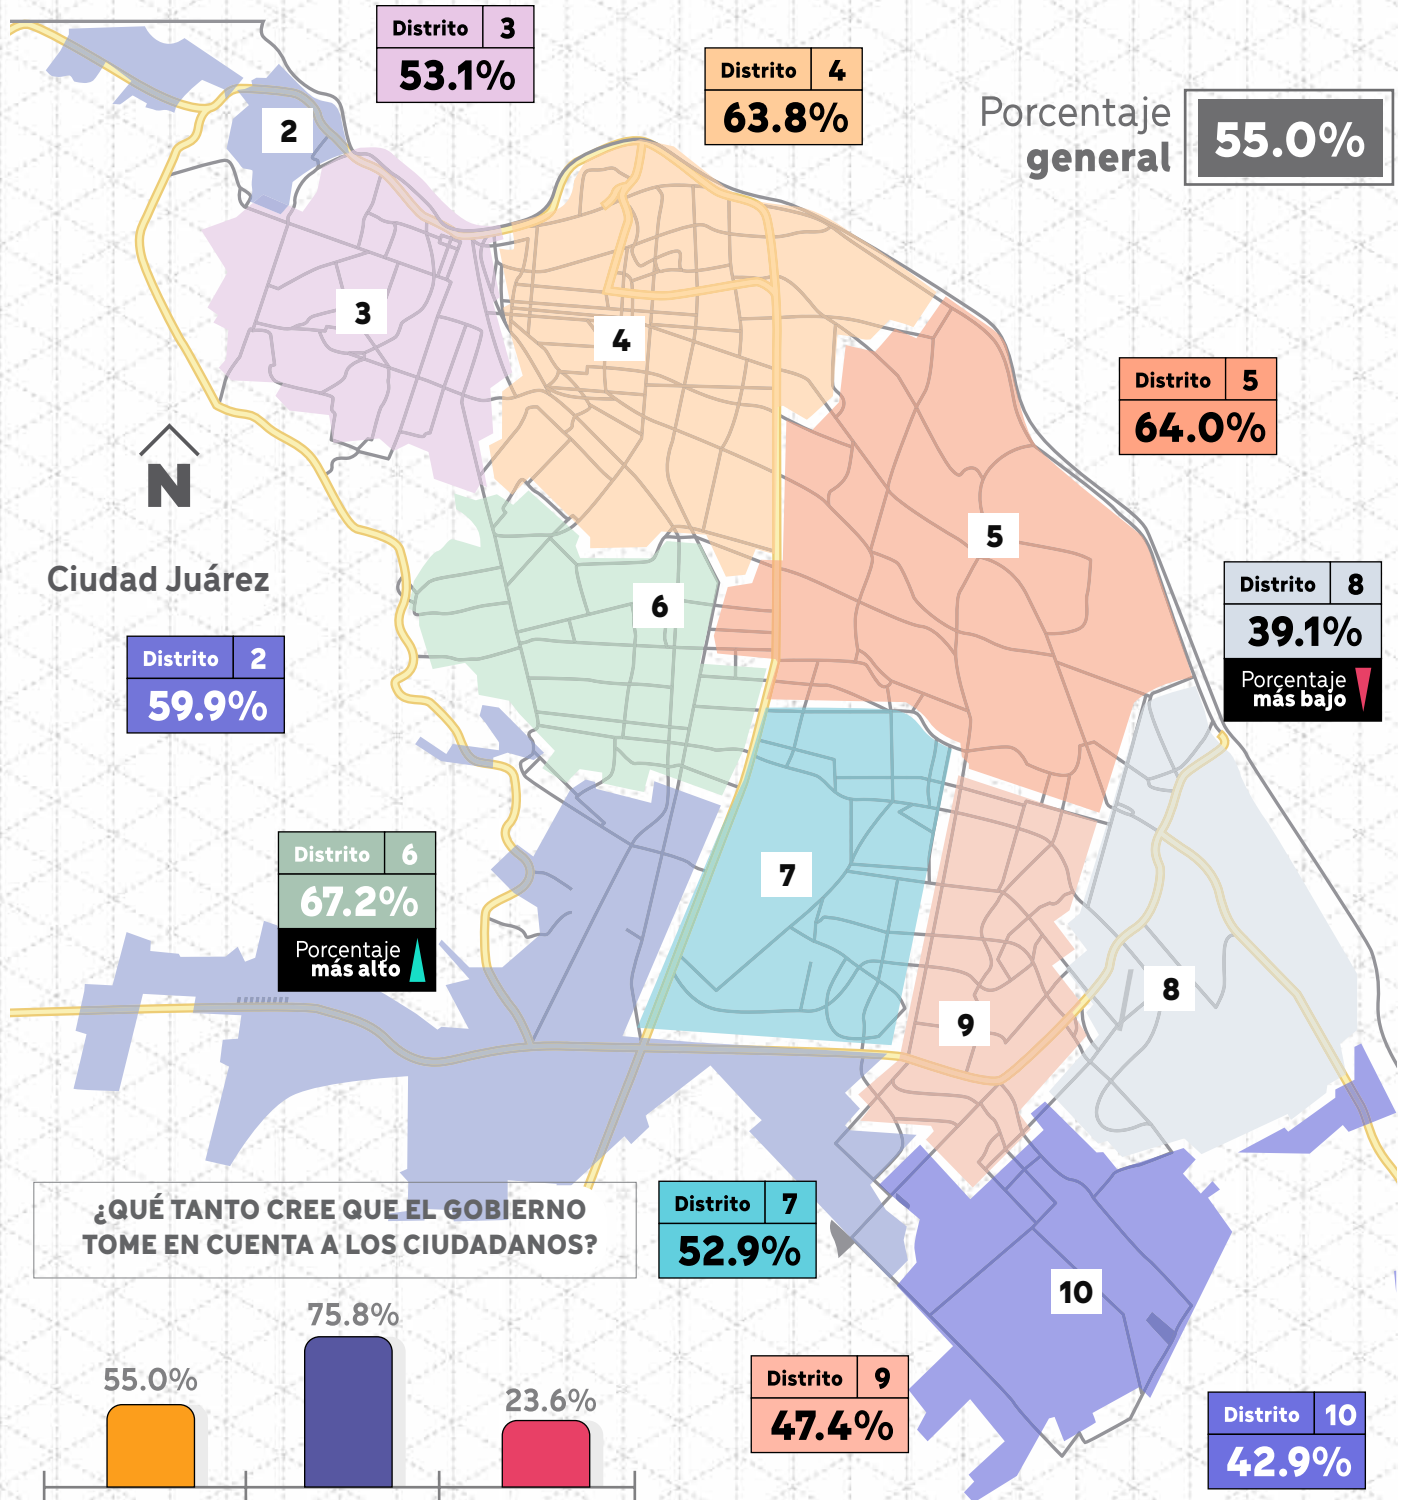 Distrito 3
53.1%
Distrito 4
63.8%
Porcentaje
general
55.0%
2
3
4
Distrito 5
64.0%
N
5
Ciudad Juárez
6
Distrito 8
39.1%
Porcentaje
más bajo
Distrito 2
59.9%
Distrito 6
67.2%
Porcentaje
más alto
7
8
9
¿QUÉ TANTO CREE QUE EL GOBIERNO
TOME EN CUENTA A LOS CIUDADANOS?
Distrito 7
52.9%
10
55.0%
75.8%
23.6%
Distrito 9
47.4%
Distrito 10
42.9%